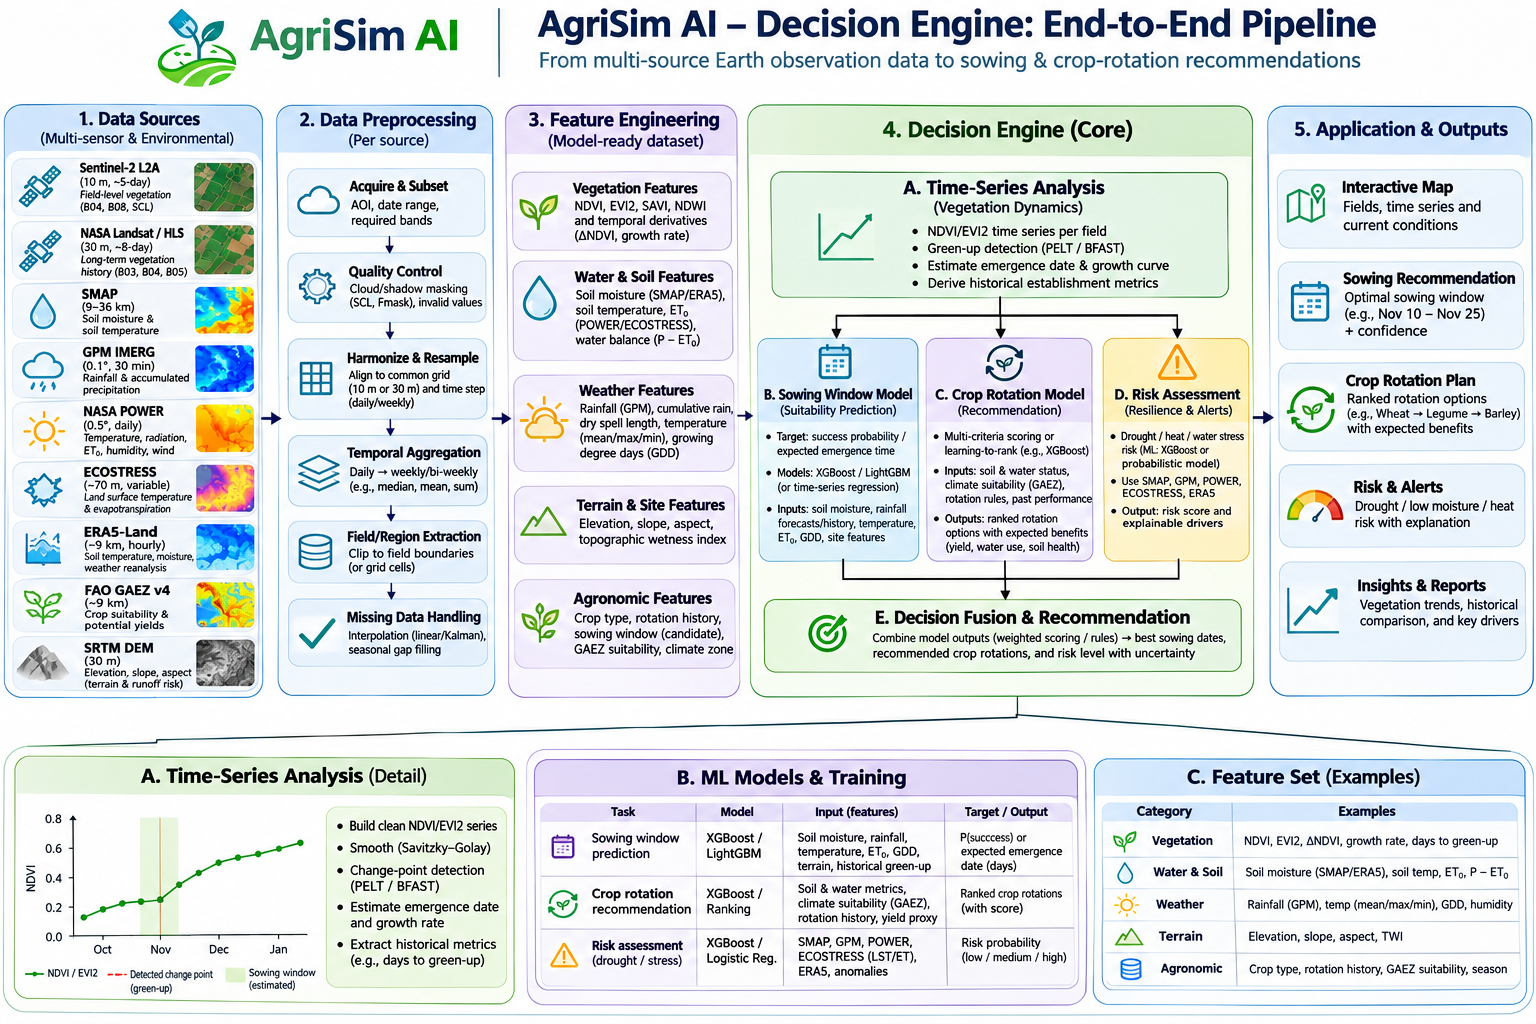 AgriSim AI
AgriSim AI – Decision Engine: End-to-End Pipeline
From multi-source Earth observation data to sowing & crop-rotation recommendations
1. Data Sources
(Multi-sensor & Environmental)
Sentinel-2 L2A
(10 m, ~5-day)
Field-level vegetation
(B04, B08, SCL)
NASA Landsat / HLS
(30 m, ~8-day)
Long-term vegetation
history (B03, B04, B05)
SMAP
(9–36 km)
Soil moisture &
soil temperature
GPM IMERG
(0.1°, 30 min)
Rainfall & accumulated
precipitation
NASA POWER
(0.5°, daily)
Temperature, radiation,
ET₀, humidity, wind
ECOSTRESS
(~70 m, variable)
Land surface temperature
& evapotranspiration
ERA5-Land
(~9 km, hourly)
Soil temperature, moisture,
weather reanalysis
FAO GAEZ v4
(~9 km)
Crop suitability &
potential yields
SRTM DEM
(30 m)
Elevation, slope, aspect
(terrain & runoff risk)
2. Data Preprocessing
(Per source)
Acquire & Subset
AOI, date range,
required bands
Quality Control
Cloud/shadow masking
(SCL, Fmask), invalid values
Harmonize & Resample
Align to common grid
(10 m or 30 m) and time step
(daily/weekly)
Temporal Aggregation
Daily → weekly/bi-weekly
(e.g., median, mean, sum)
Field/Region Extraction
Clip to field boundaries
(or grid cells)
Missing Data Handling
Interpolation (linear/Kalman),
seasonal gap filling
3. Feature Engineering
(Model-ready dataset)
Vegetation Features
NDVI, EVI2, SAVI, NDWI
and temporal derivatives
(ΔNDVI, growth rate)
Water & Soil Features
Soil moisture (SMAP/ERA5),
soil temperature, ET₀
(POWER/ECOSTRESS),
water balance (P – ET₀)
Weather Features
Rainfall (GPM), cumulative rain,
dry spell length, temperature
(mean/max/min), growing
degree days (GDD)
Terrain & Site Features
Elevation, slope, aspect,
topographic wetness index
Agronomic Features
Crop type, rotation history,
sowing window (candidate),
GAEZ suitability, climate zone
4. Decision Engine (Core)
A. Time-Series Analysis
(Vegetation Dynamics)
• NDVI/EVI2 time series per field
• Green-up detection (PELT / BFAST)
• Estimate emergence date & growth curve
• Derive historical establishment metrics
B. Sowing Window Model
(Suitability Prediction)
• Target: success probability /
expected emergence time
• Models: XGBoost / LightGBM
(or time-series regression)
• Inputs: soil moisture, rainfall
forecasts/history, temperature,
ET₀, GDD, site features
C. Crop Rotation Model
(Recommendation)
• Multi-criteria scoring or
learning-to-rank (e.g., XGBoost)
• Inputs: soil & water status,
climate suitability (GAEZ),
rotation rules, past performance
• Outputs: ranked rotation
options with expected benefits
(yield, water use, soil health)
D. Risk Assessment
(Resilience & Alerts)
• Drought / heat / water stress
risk (ML: XGBoost or
probabilistic model)
• Use SMAP, GPM, POWER,
ECOSTRESS, ERA5
• Output: risk score and
explainable drivers
E. Decision Fusion & Recommendation
Combine model outputs (weighted scoring / rules) → best sowing dates,
recommended crop rotations, and risk level with uncertainty
5. Application & Outputs
Interactive Map
Fields, time series and
current conditions
Sowing Recommendation
Optimal sowing window
(e.g., Nov 10 – Nov 25)
+ confidence
Crop Rotation Plan
Ranked rotation options
(e.g., Wheat → Legume → Barley)
with expected benefits
Risk & Alerts
Drought / low moisture / heat
risk with explanation
Insights & Reports
Vegetation trends, historical
comparison, and key drivers
A. Time-Series Analysis (Detail)
NDVI
0.8
0.6
0.4
0.2
0.0
Oct Nov Dec Jan
NDVI / EVI2
Detected change point
(green-up)
Sowing window
(estimated)
• Build clean NDVI/EVI2 series
• Smooth (Savitzky–Golay)
• Change-point detection
(PELT / BFAST)
• Estimate emergence date
and growth rate
• Extract historical metrics
(e.g., days to green-up)
B. ML Models & Training
Task Model Input (features) Target / Output
Sowing window
prediction
XGBoost /
LightGBM
Soil moisture, rainfall,
temperature, ET₀, GDD,
terrain, historical green-up
P(succcess) or
expected emergence
date (days)
Crop rotation
recommendation
XGBoost /
Ranking
Soil & water metrics,
climate suitability (GAEZ),
rotation history, yield proxy
Ranked crop rotations
(with score)
Risk assessment
(drought / stress)
XGBoost /
Logistic Reg.
SMAP, GPM, POWER,
ECOSTRESS (LST/ET),
ERA5, anomalies
Risk probability
(low / medium / high)
C. Feature Set (Examples)
Category Examples
Vegetation NDVI, EVI2, ΔNDVI, growth rate, days to green-up
Water & Soil Soil moisture (SMAP/ERA5), soil temp, ET₀, P – ET₀
Weather Rainfall (GPM), temp (mean/max/min), GDD, humidity
Terrain Elevation, slope, aspect, TWI
Agronomic Crop type, rotation history, GAEZ suitability, season